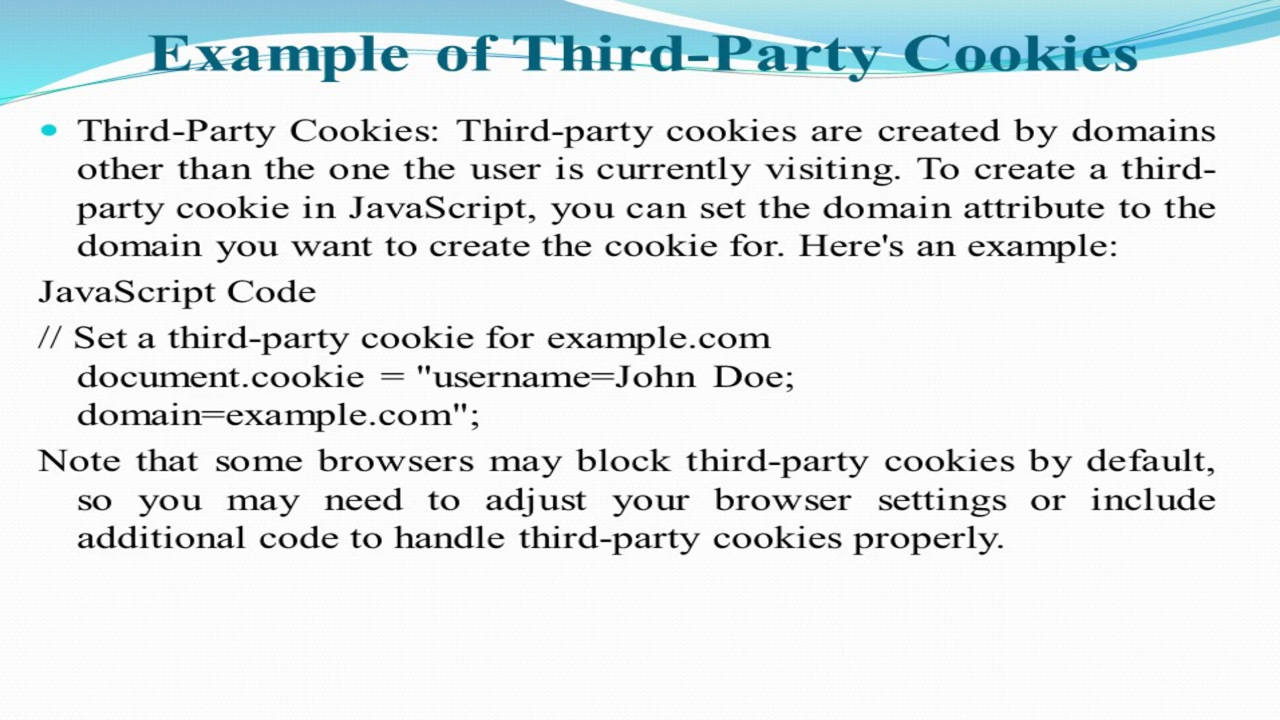 Example of Third-Party Cookies
• Third-Party Cookies: Third-party cookies are created by domains
other than the one the user is currently visiting. To create a third-
party cookie in JavaScript, you can set the domain attribute to the
domain you want to create the cookie for. Here's an example:
JavaScript Code
// Set a third-party cookie for example.com
document.cookie = "username=John Doe;
domain=example.com";
Note that some browsers may block third-party cookies by default,
so you may need to adjust your browser settings or include
additional code to handle third-party cookies properly.